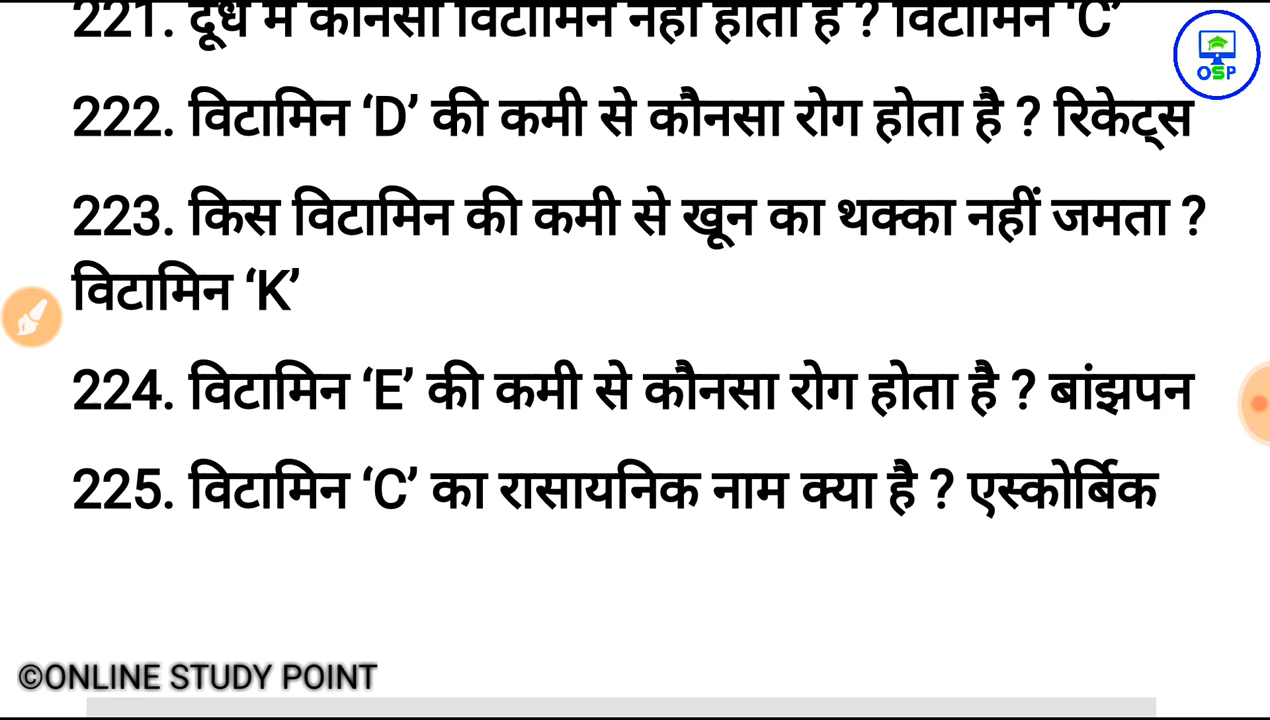 221. दूध में कौनसा विटामिन नहीं होता है ? विटामिन ‘C’
OSP
222. विटामिन ‘D’ की कमी से कौनसा रोग होता है ? रिकेट्स
223. किस विटामिन की कमी से खून का थक्का नहीं जमता ?
विटामिन ‘K’
224. विटामिन ‘E’ की कमी से कौनसा रोग होता है ? बांझपन
225. विटामिन ‘C’ का रासायनिक नाम क्या है ? एस्कोर्बिक
©ONLINE STUDY POINT